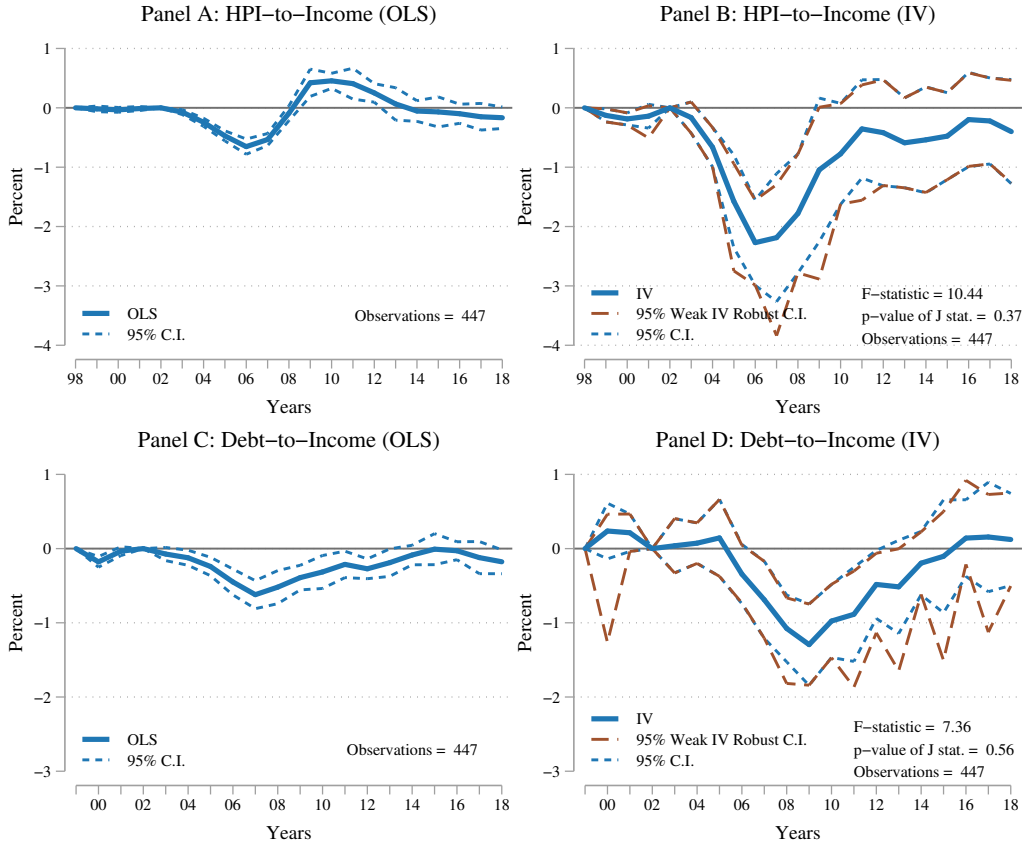 Panel A: HPI−to−Income (OLS)
1
0
−1
−2
−3
−4
Percent
OLS
95% C.I.
Observations = 447
98 00 02 04 06 08 10 12 14 16 18
Years
Panel B: HPI−to−Income (IV)
1
0
−1
−2
−3
−4
Percent
IV
95% Weak IV Robust C.I.
95% C.I.
F−statistic = 10.44
p−value of J stat. = 0.37
Observations = 447
98 00 02 04 06 08 10 12 14 16 18
Years
Panel C: Debt−to−Income (OLS)
1
0
−1
−2
−3
Percent
OLS
95% C.I.
Observations = 447
00 02 04 06 08 10 12 14 16 18
Years
Panel D: Debt−to−Income (IV)
1
0
−1
−2
−3
Percent
IV
95% Weak IV Robust C.I.
95% C.I.
F−statistic = 7.36
p−value of J stat. = 0.56
Observations = 447
00 02 04 06 08 10 12 14 16 18
Years